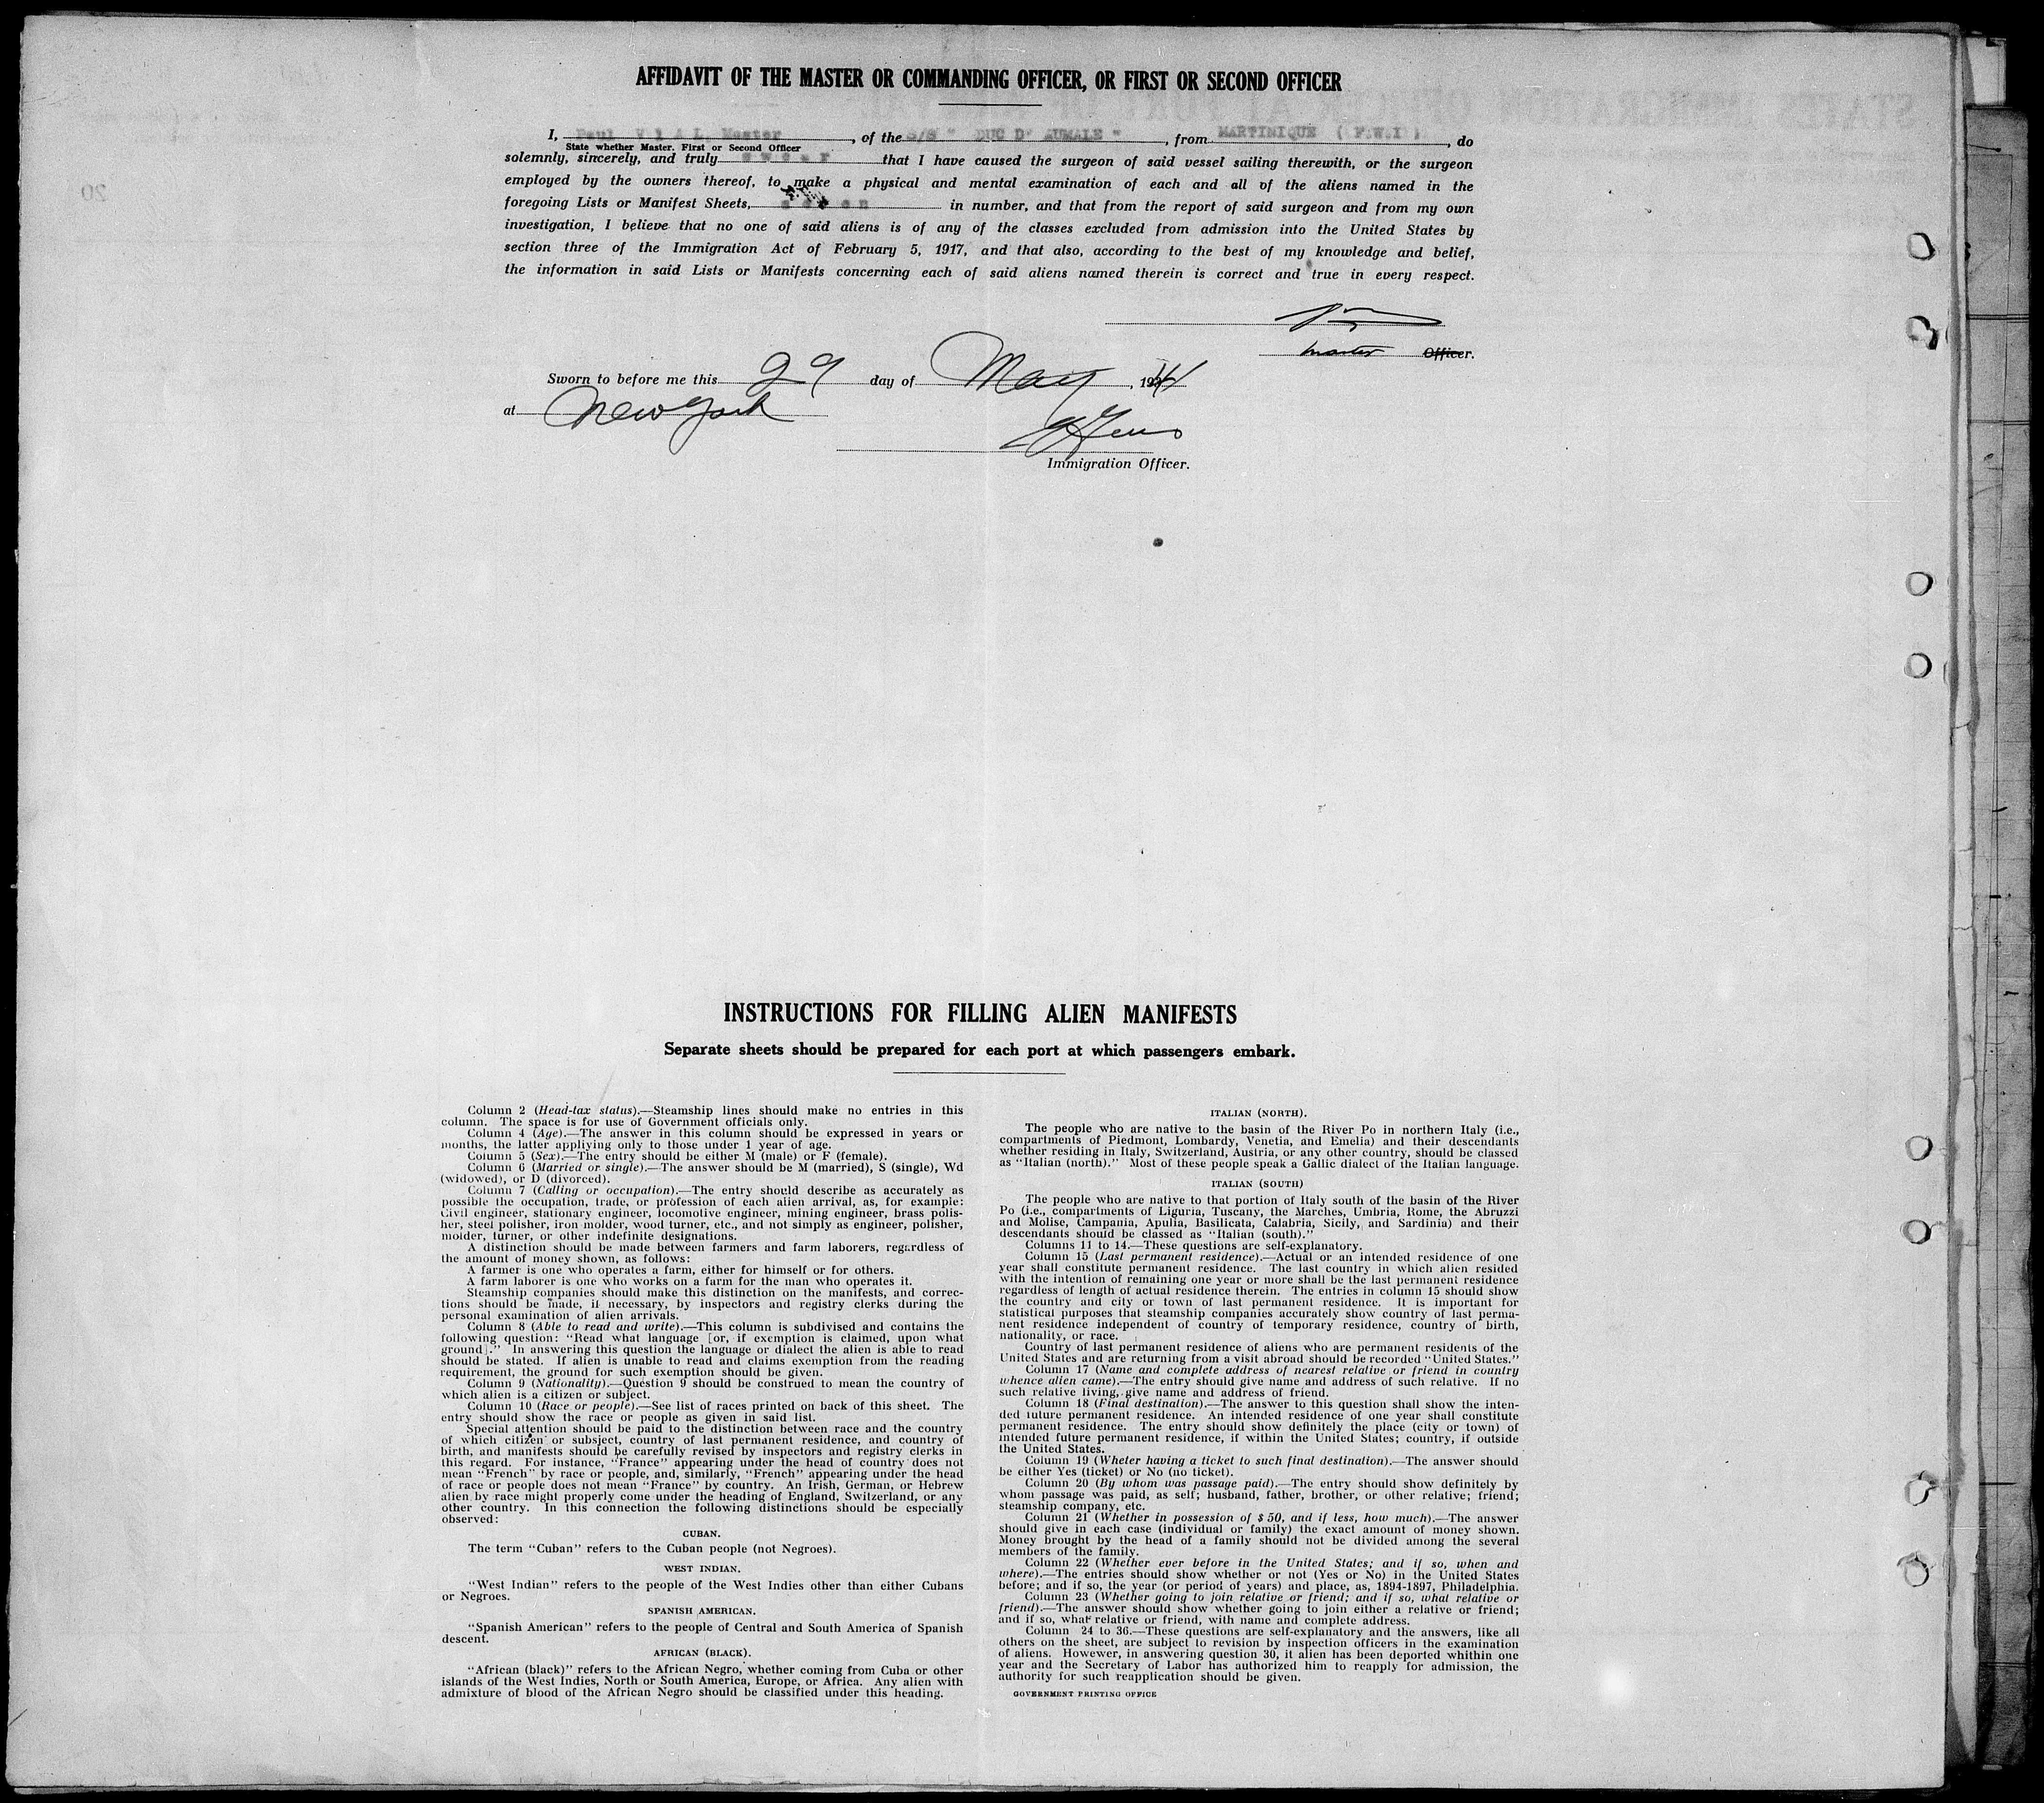 AFFIDAVIT OF THE MASTER OR COMMANDING OFFICER, OR FIRST OR SECOND OFFICER
I, Paul VIAL Master, of the S/S " DUC D' AUMALE ", from MARTINIQUE ( F.W.I ), do
State whether Master, First or Second Officer
solemnly, sincerely, and truly swear that I have caused the surgeon of said vessel sailing therewith, or the surgeon
employed by the owners thereof, to make a physical and mental examination of each and all of the aliens named in the
foregoing Lists or Manifest Sheets, in number, and that from the report of said surgeon and from my own
investigation, I believe that no one of said aliens is of any of the classes excluded from admission into the United States by
section three of the Immigration Act of February 5, 1917, and that also, according to the best of my knowledge and belief,
the information in said Lists or Manifests concerning each of said aliens named therein is correct and true in every respect.
Master Officer.
Sworn to before me this 29 day of May, 19
at New York
Immigration Officer.
STATES IMMIGRATION OFFICER AT PORT OF ARRIVAL
20
INSTRUCTIONS FOR FILLING ALIEN MANIFESTS
Separate sheets should be prepared for each port at which passengers embark.
Column 2 (Head-tax status).—Steamship lines should make no entries in this
column. The space is for use of Government officials only.
Column 4 (Age).—The answer in this column should be expressed in years or
months, the latter appliying only to those under 1 year of age.
Column 5 (Sex).—The entry should be either M (male) or F (female).
Column 6 (Married or single).—The answer should be M (married), S (single), Wd
(widowed), or D (divorced).
Column 7 (Calling or occupation).—The entry should describe as accurately as
possible the occupation, trade, or profession of each alien arrival, as, for example:
Civil engineer, stationary engineer, locomotive engineer, mining engineer, brass polis-
her, steel polisher, iron molder, wood turner, etc., and not simply as engineer, polisher,
molder, turner, or other indefinite designations.
A distinction should be made between farmers and farm laborers, regardless of
the amount of money shown, as follows:
A farmer is one who operates a farm, either for himself or for others.
A farm laborer is one who works on a farm for the man who operates it.
Steamship companies should make this distinction on the manifests, and correc-
tions should be made, if necessary, by inspectors and registry clerks during the
personal examination of alien arrivals.
Column 8 (Able to read and write).—This column is subdivised and contains the
following question: "Read what language [or, if exemption is claimed, upon what
ground]." In answering this question the language or dialect the alien is able to read
should be stated. If alien is unable to read and claims exemption from the reading
requirement, the ground for such exemption should be given.
Column 9 (Nationality).—Question 9 should be construed to mean the country of
which alien is a citizen or subject.
Column 10 (Race or people).—See list of races printed on back of this sheet. The
entry should show the race or people as given in said list.
Special attention should be paid to the distinction between race and the country
of which citizen or subsject, country of last permanent residence, and country of
birth, and manifests should be carefully revised by inspectors and registry clerks in
this regard. For instance, "France" appearing under the head of country does not
mean "French" by race or people, and, similarly, "French" appearing under the head
of race or people does not mean "France" by country. An Irish, German, or Hebrew
alien by race might properly come under the heading of England, Switzerland, or any
other country. In this connection the following distinctions should be especially
observed:
CUBAN.
The term "Cuban" refers to the Cuban people (not Negroes).
WEST INDIAN.
"West Indian" refers to the people of the West Indies other than either Cubans
or Negroes.
SPANISH AMERICAN.
"Spanish American" refers to the people of Central and South America of Spanish
descent.
AFRICAN (BLACK).
"African (black)" refers to the African Negro, whether coming from Cuba or other
islands of the West Indies, North or South America, Europe, or Africa. Any alien with
admixture of blood of the African Negro should be classified under this heading.
ITALIAN (NORTH).
The people who are native to the basin of the River Po in northern Italy (i.e.,
compartments of Piedmont, Lombardy, Venetia, and Emelia) and their descendants
whether residing in Italy, Switzerland, Austria, or any other country, should be classed
as "Italian (north)." Most of these people speak a Gallic dialect of the Italian language.
ITALIAN (SOUTH)
The people who are native to that portion of Italy south of the basin of the River
Po (i.e., compartments of Liguria, Tuscany, the Marches, Umbria, Rome, the Abruzzi
and Molise, Campania, Apulia, Basilicata, Calabria, Sicily, and Sardinia) and their
descendants should be classed as "Italian (south)."
Columns 11 to 14.—These questions are self-explanatory.
Column 15 (Last permanent residence).—Actual or an intended residence of one
year shall constitute permanent residence. The last country in which alien resided
with the intention of remaining one year or more shall be the last permanent residence
regardless of length of actual residence therein. The entries in column 15 should show
the country and city or town of last permanent residence. It is important for
statistical purposes that steamship companies accurately show country of last perma-
nent residence independent of country of temporary residence, country of birth,
nationality, or race.
Country of last permanent residence of aliens who are permanent residents of the
United States and are returning from a visit abroad should be recorded "United States."
Column 17 (Name and complete address of nearest relative or friend in country
whence alien came).—The entry should give name and address of such relative. If no
such relative living, give name and address of friend.
Column 18 (Final destination).—The answer to this question shall show the inten-
ded future permanent residence. An intended residence of one year shall constitute
permanent residence. The entry should show definitely the place (city or town) of
intended future permanent residence, if within the United States; country, if outside
the United States.
Column 19 (Wheter having a ticket to such final destination).—The answer should
be either Yes (ticket) or No (no ticket).
Column 20 (By whom was passage paid).—The entry should show definitely by
whom passage was paid, as self; husband, father, brother, or other relative; friend;
steamship company, etc.
Column 21 (Whether in possession of $ 50, and if less, how much).—The answer
should give in each case (individual or family) the exact amount of money shown.
Money brought by the head of a family should not be divided among the several
members of the family.
Column 22 (Whether ever before in the United States; and if so, when and
where).—The entries should show whether or not (Yes or No) in the United States
before; and if so, the year (or period of years) and place, as, 1894-1897, Philadelphia.
Column 23 (Whether going to join relative or friend; and if so, what relative or
friend).—The answer should show whether going to join either a relative or friend;
and if so, what relative or friend, with name and complete address.
Column 24 to 36.—These questions are self-explanatory and the answers, like all
others on the sheet, are subject to revision by inspection officers in the examination
of aliens. However, in answering question 30, it alien has been deported whithin one
year and the Secretary of Labor has authorized him to reapply for admission, the
authority for such reapplication should be given.
GOVERNMENT PRINTING OFFICE